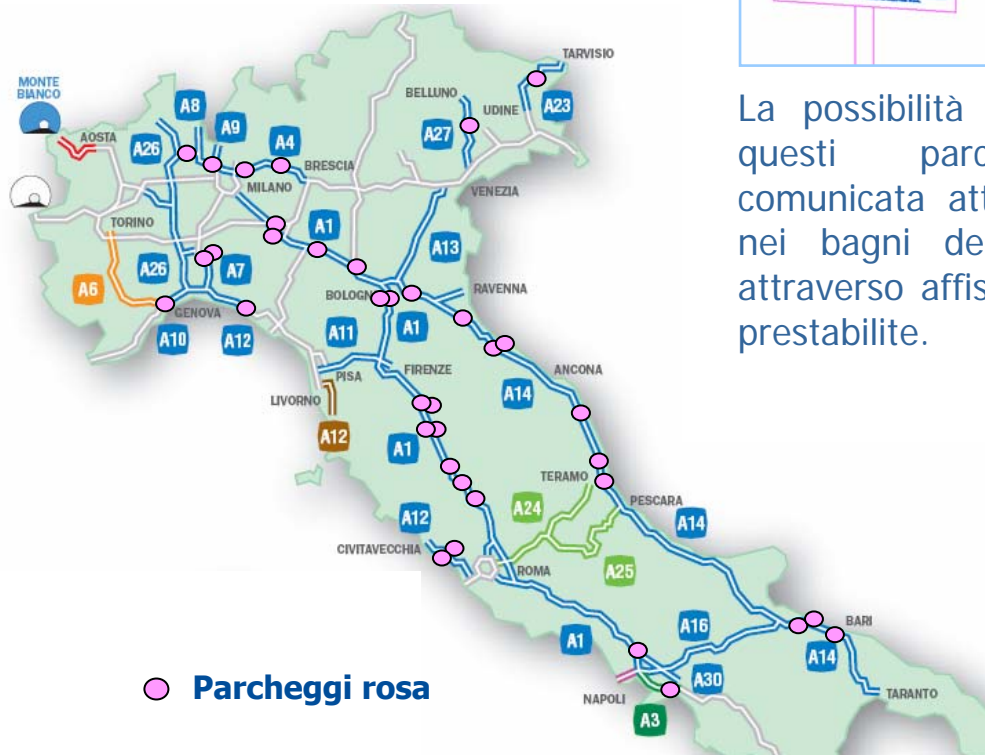 TARVISIO
MONTE
BIANCO
BELLUNO
A8
UDINE
A23
A9
A27
AOSTA
A26
A4
BRESCIA
MILANO
VENEZIA
TORINO
A1
A13
A26
A7
A6
RAVENNA
BOLOGN
GENOVA
A10
A12
A11
A1
PISA
FIRENZE
ANCONA
LIVORNO
A14
A12
A1
TERAMO
PESCARA
A24
A12
A14
CIVITAVECCHIA
ROMA
A25
A1
A16
BARI
A14
A30
NAPOLI
TARANTO
A3
Parcheggi rosa
La possibilità
questi parc
comunicata att
nei bagni de
attraverso affis
prestabilite.